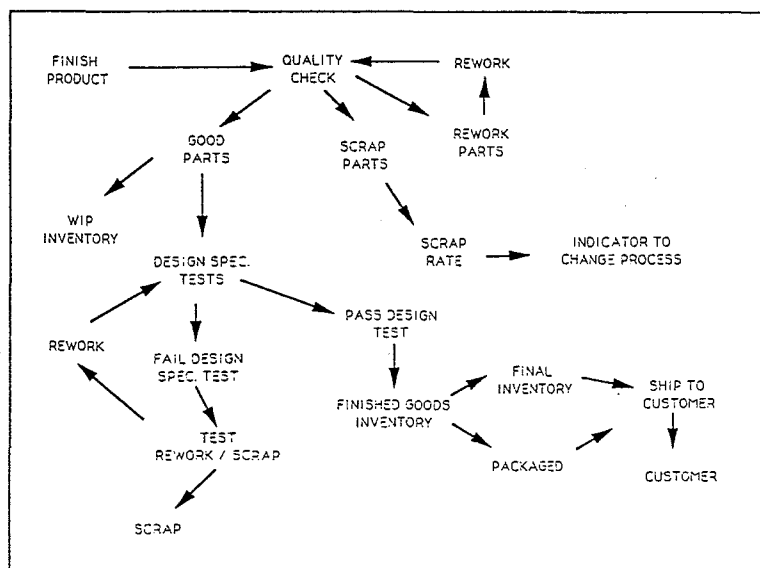 FINISH
PRODUCT
QUALITY
CHECK
REWORK
GOOD
PARTS
SCRAP
PARTS
REWORK
PARTS
WIP
INVENTORY
SCRAP
RATE
INDICATOR TO
CHANGE PROCESS
DESIGN SPEC.
TESTS
PASS DESIGN
TEST
REWORK
FAIL DESIGN
SPEC. TEST
FINAL
INVENTORY
SHIP TO
CUSTOMER
FINISHED GOODS
INVENTORY
TEST
REWORK / SCRAP
PACKAGED
CUSTOMER
SCRAP